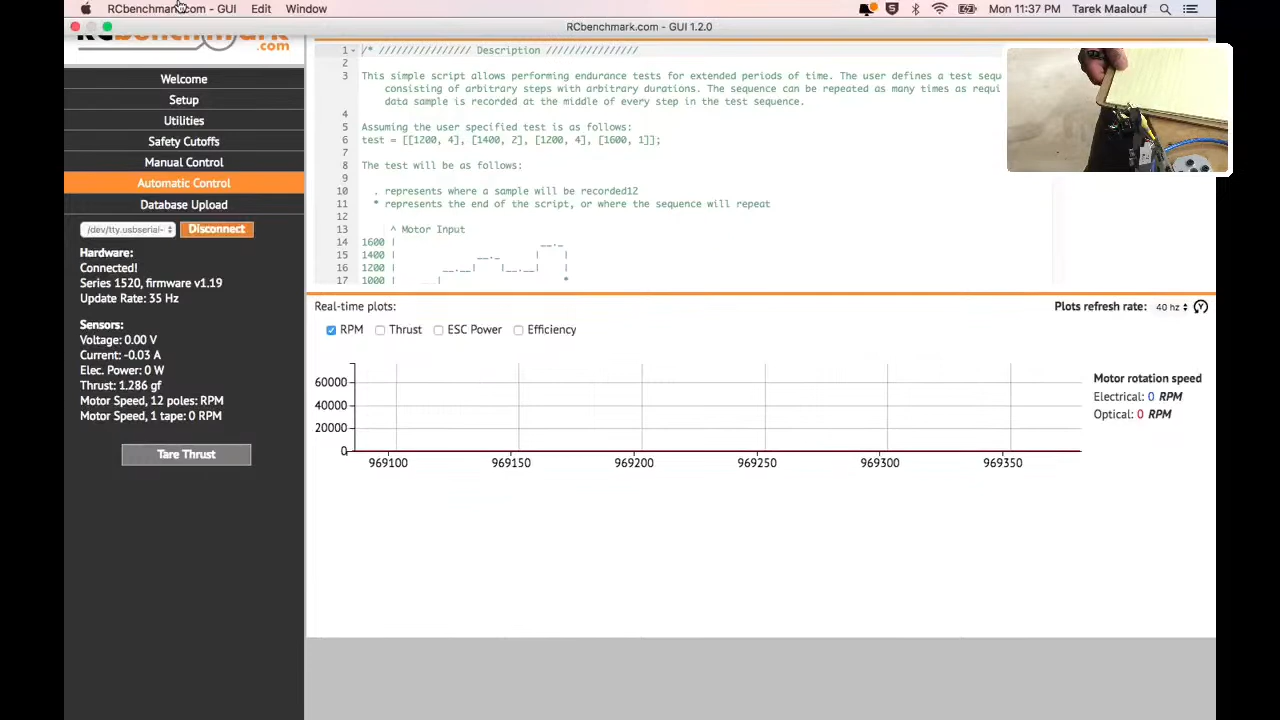 RCbenchmark.com - GUI Edit Window Mon 11:37 PM Tarek Maalouf
RCbenchmark.com - GUI 1.2.0
.com
Welcome
Setup
Utilities
Safety Cutoffs
Manual Control
Automatic Control
Database Upload
/dev/tty.usbserial- Disconnect
Hardware:
Connected!
Series 1520, firmware v1.19
Update Rate: 35 Hz
Sensors:
Voltage: 0.00 V
Current: -0.03 A
Elec. Power: 0 W
Thrust: 1.286 gf
Motor Speed, 12 poles: RPM
Motor Speed, 1 tape: 0 RPM
Tare Thrust
1 /* //////////////// Description ////////////////
2
3 This simple script allows performing endurance tests for extended periods of time. The user defines a test sequ
consisting of arbitrary steps with arbitrary durations. The sequence can be repeated as many times as requi
data sample is recorded at the middle of every step in the test sequence.
4
5 Assuming the user specified test is as follows:
6 test = [[1200, 4], [1400, 2], [1200, 4], [1600, 1]];
7
8 The test will be as follows:
9
10 . represents where a sample will be recorded12
11 * represents the end of the script, or where the sequence will repeat
12
13 ^ Motor Input
14 1600 | __._
15 1400 | __._ | |
16 1200 | __.__| |__.__| |
17 1000 | ____| *
Real-time plots:
Plots refresh rate: 40 hz
RPM Thrust ESC Power Efficiency
60000
40000
20000
0
969100 969150 969200 969250 969300 969350
Motor rotation speed
Electrical: 0 RPM
Optical: 0 RPM